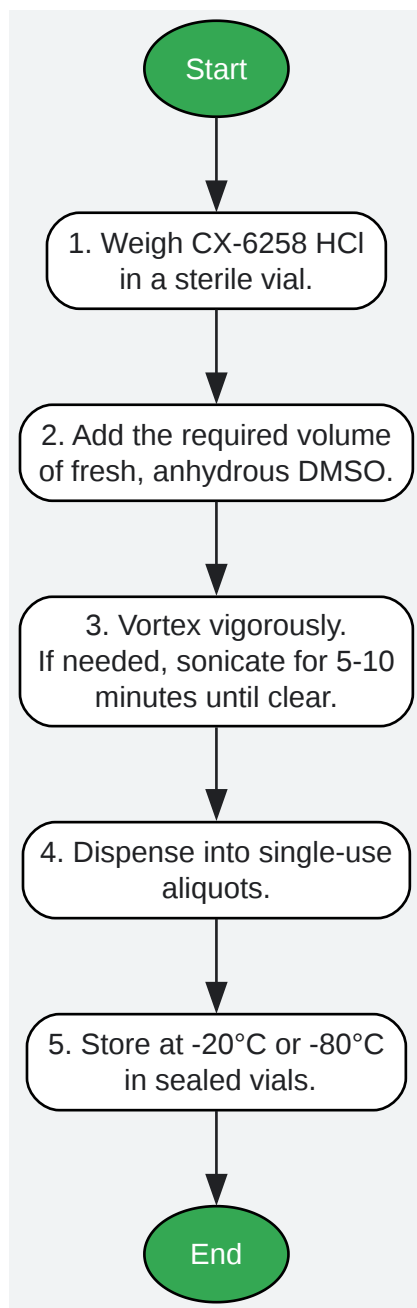 Start
1. Weigh CX-6258 HCl
in a sterile vial.
2. Add the required volume
of fresh, anhydrous DMSO.
3. Vortex vigorously.
If needed, sonicate for 5-10
minutes until clear.
4. Dispense into single-use
aliquots.
5. Store at -20°C or -80°C
in sealed vials.
End